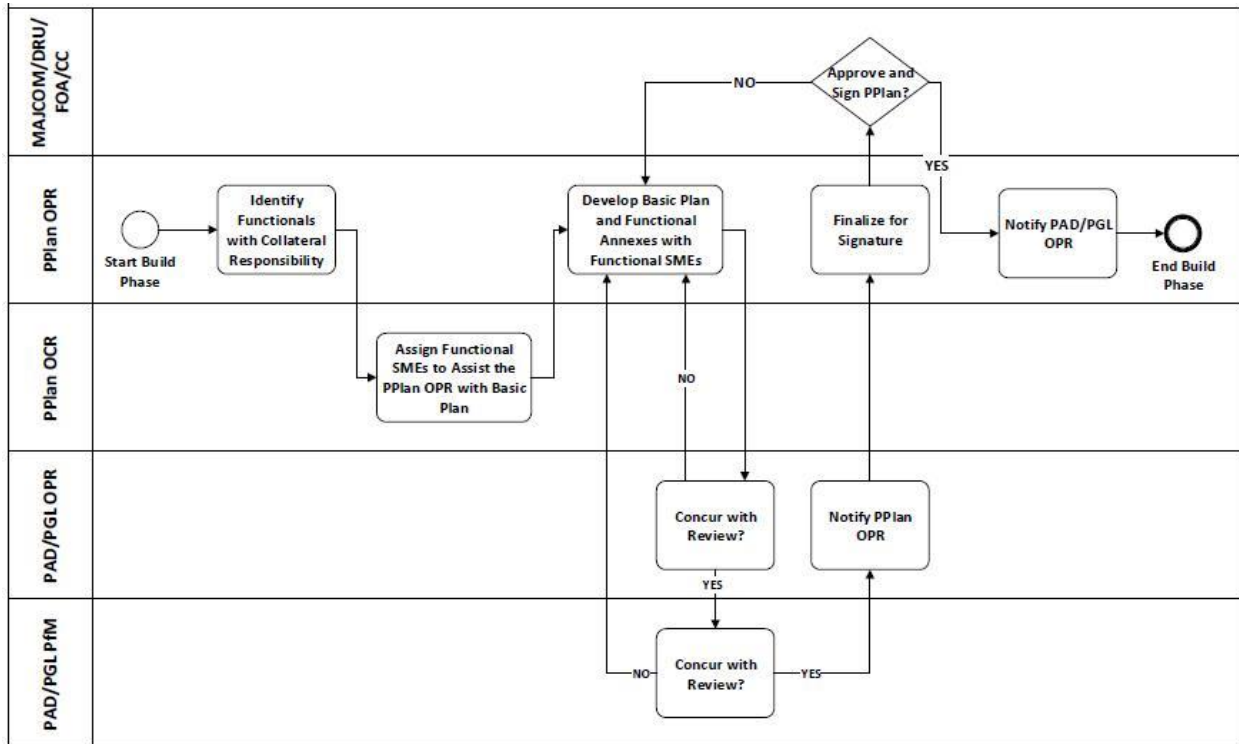 MAJCOM/DRU/
FOA/CC
NO
Approve and
Sign PPlan?
YES
PPlan OPR
Start Build
Phase
Identify
Functionals
with Collateral
Responsibility
Develop Basic Plan
and Functional
Annexes with
Functional SMEs
Finalize for
Signature
Notify PAD/PGL
OPR
End Build
Phase
PPlan OCR
Assign Functional
SMEs to Assist the
PPlan OPR with Basic
Plan
NO
PAD/PGL OPR
Concur with
Review?
YES
Notify PPlan
OPR
PAD/PGL PfM
NO
Concur with
Review?
YES